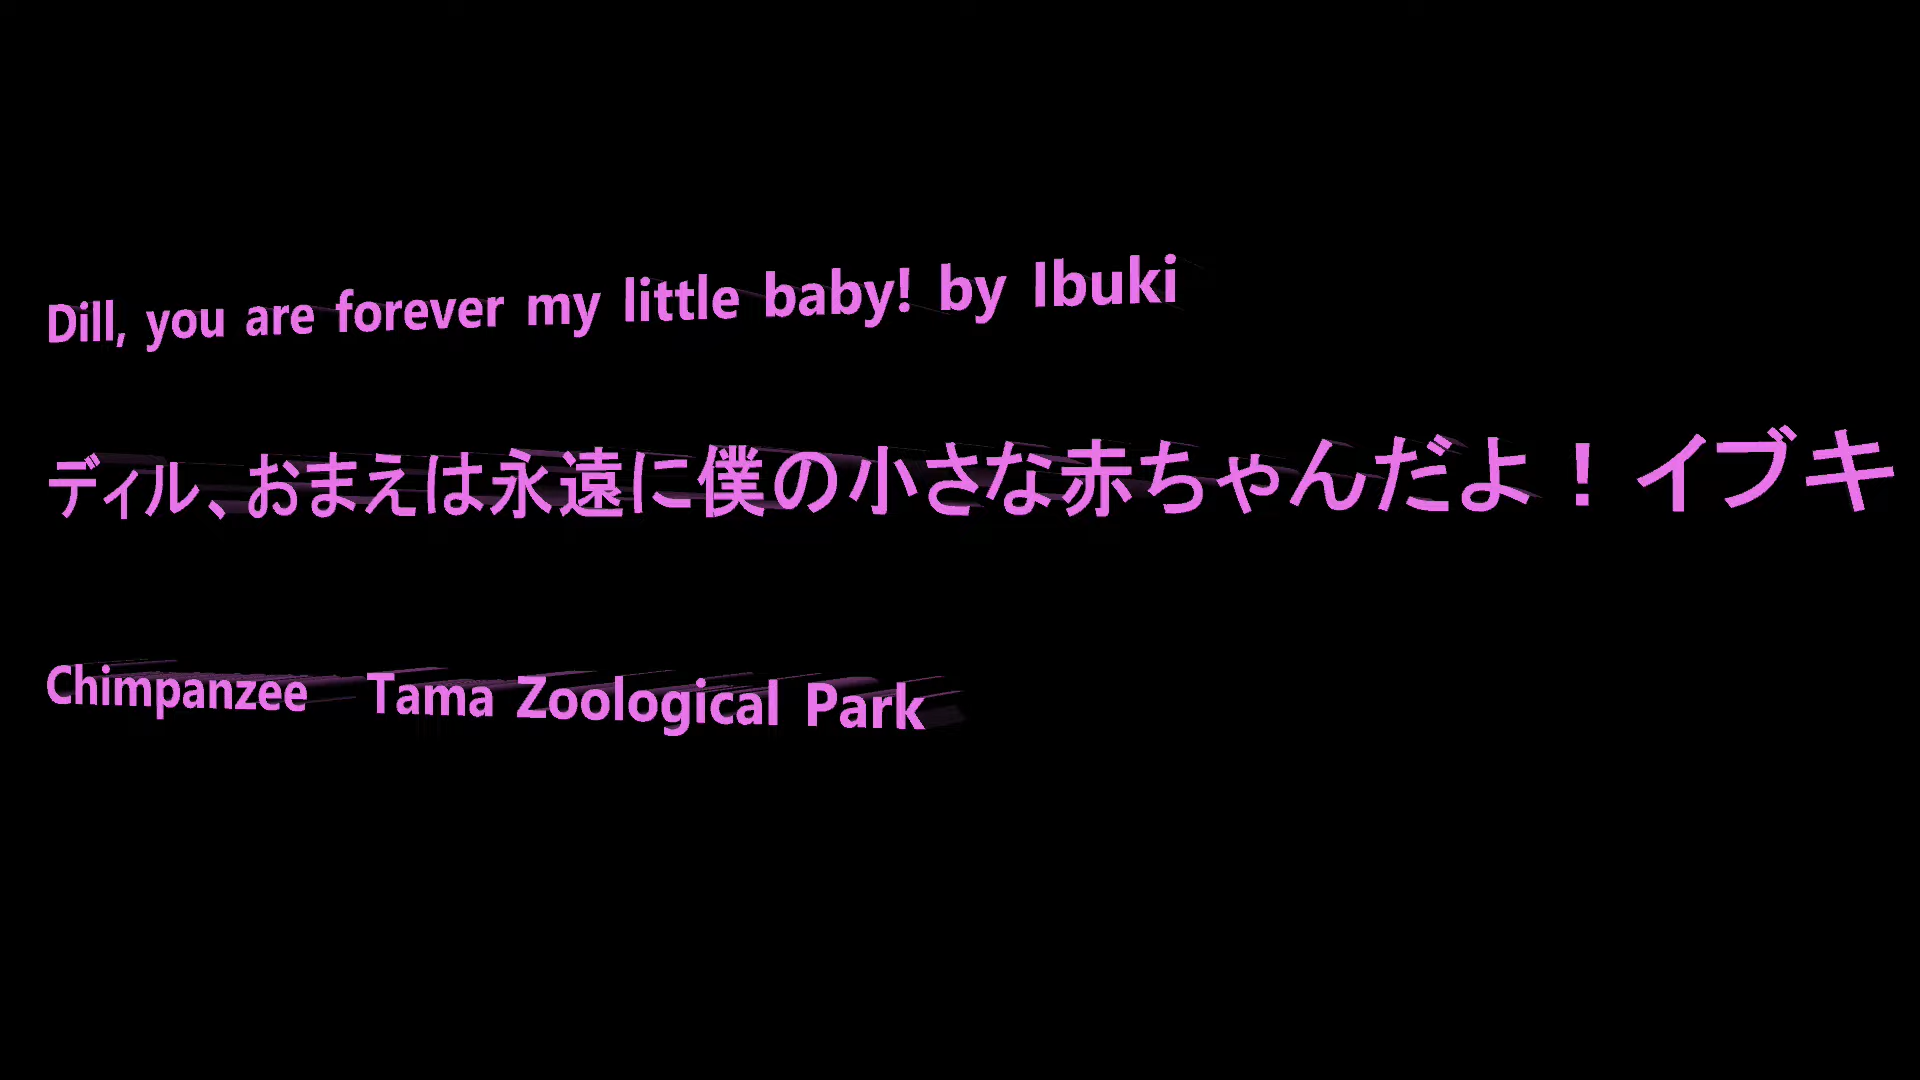 Dill, you are forever my little baby! by Ibuki
ディル、おまえは永遠に僕の小さな赤ちゃんだよ！イブキ
Chimpanzee　Tama Zoological Park